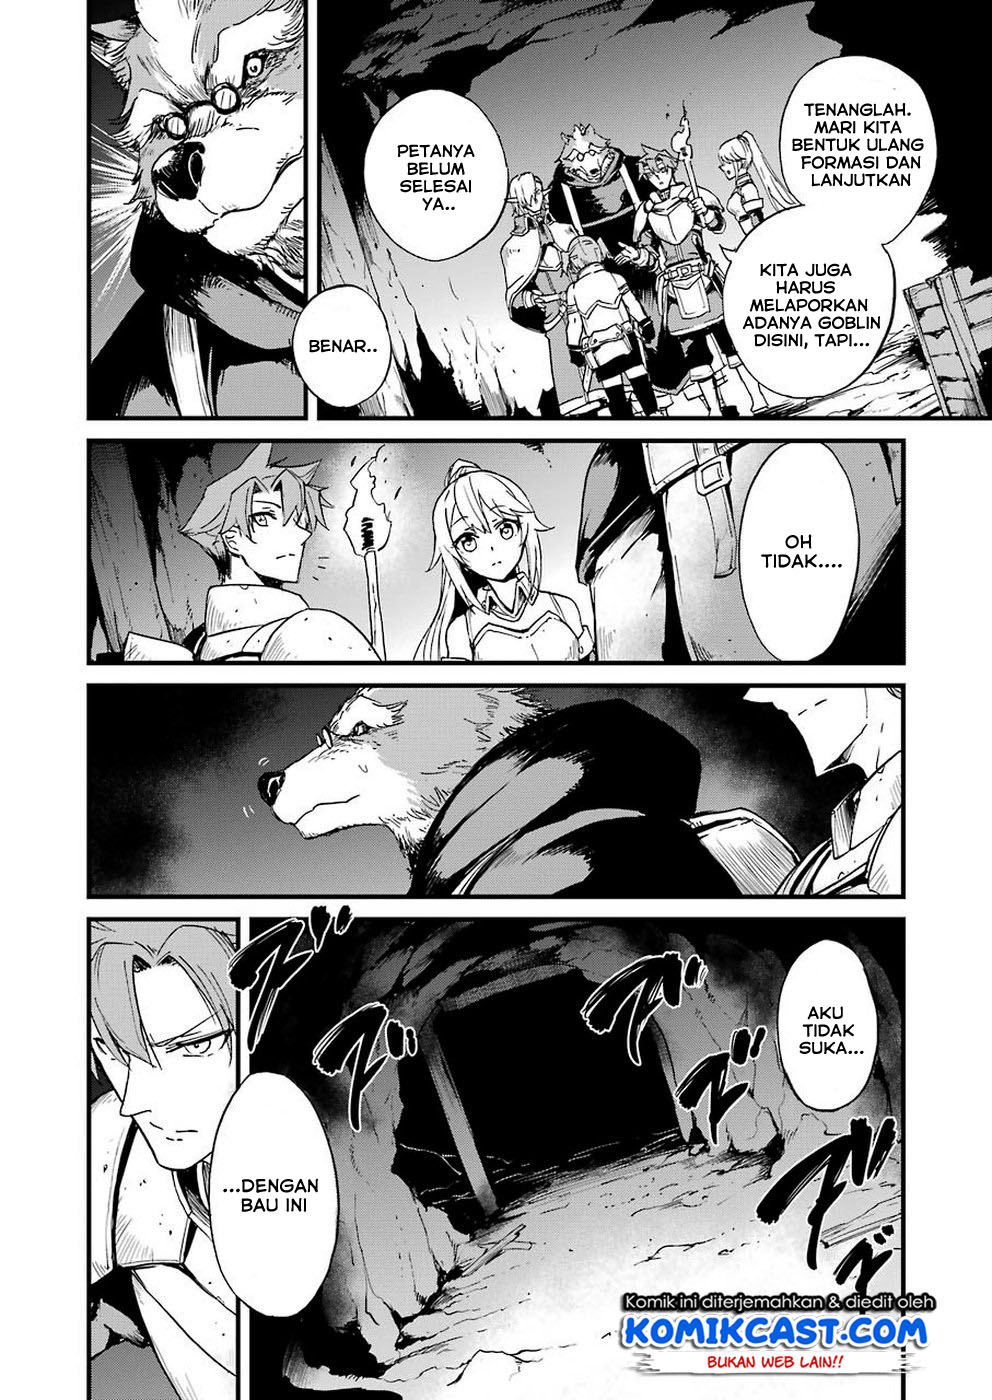 TENANGLAH.
MARI KITA
BENTUK ULANG
FORMASI DAN
LANJUTKAN
KITA JUGA
HARUS
MELAPORKAN
ADANYA GOBLIN
DISINI, TAPI...
PETANYA
BELUM
SELESAI
YA..
BENAR..
OH
TIDAK....
AKU
TIDAK
SUKA...
...DENGAN
BAU INI
Komik ini diterjemahkan & diedit oleh
KOMIKCAST.COM
BUKAN WEB LAIN!!